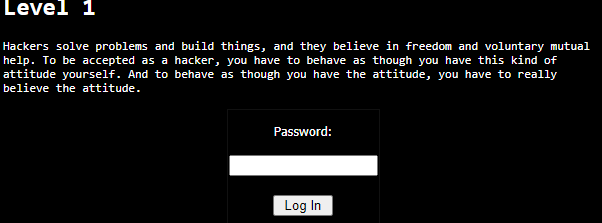 Level 1
Hackers solve problems and build things, and they believe in freedom and voluntary mutual
help. To be accepted as a hacker, you have to behave as though you have this kind of
attitude yourself. And to behave as though you have the attitude, you have to really
believe the attitude.
Password:
Log In